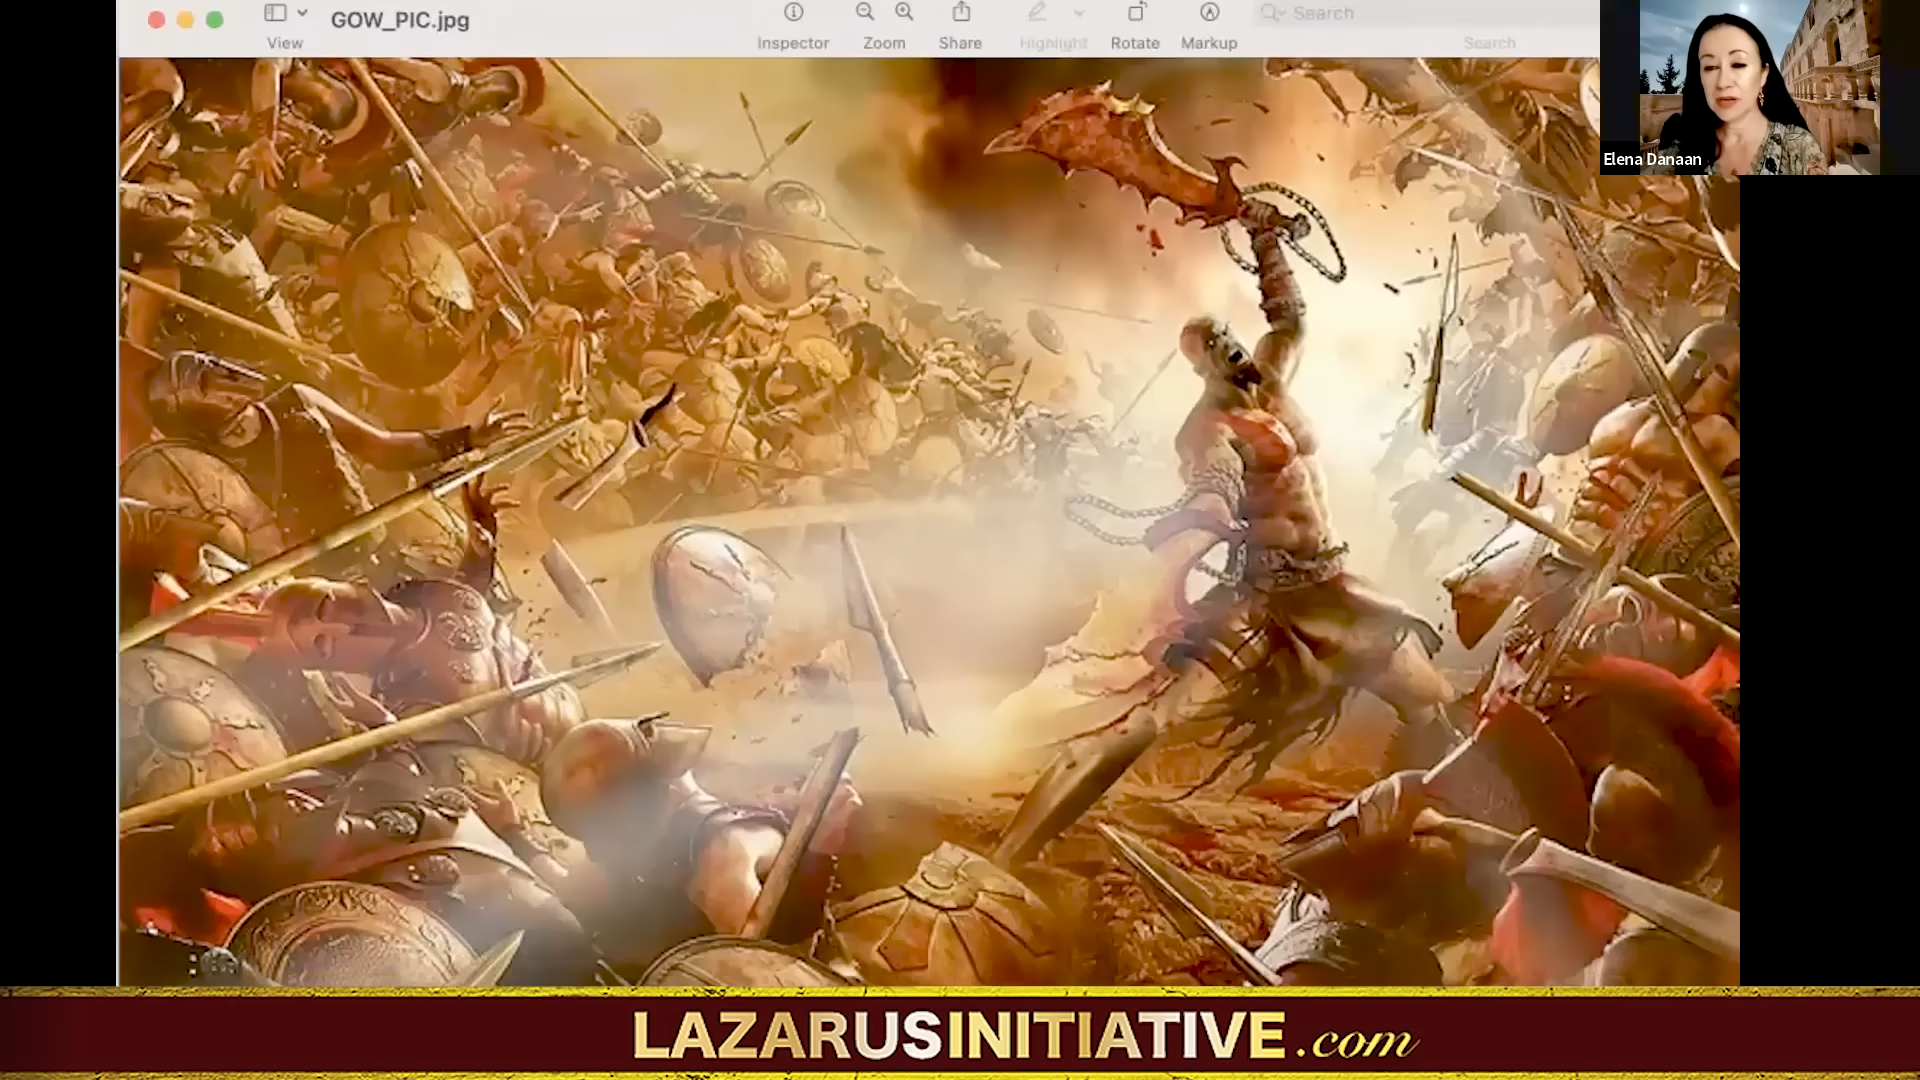 GOW_PIC.jpg
View
Inspector
Zoom
Share
Highlight
Rotate
Markup
Search
Search
Elena Danaan
LAZARUSINITIATIVE.com